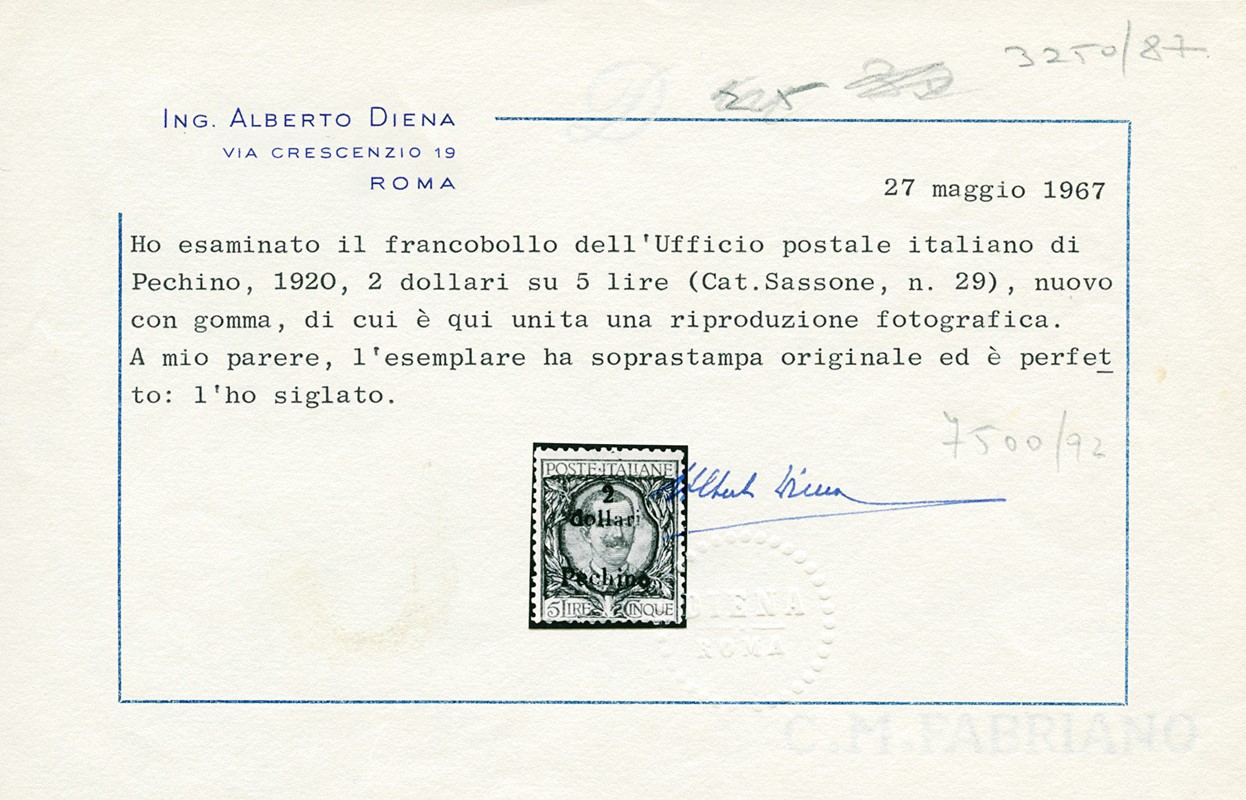 3250/87
ING. ALBERTO DIENA
VIA CRESCENZIO 19
ROMA
27 maggio 1967
Ho esaminato il francobollo dell'Ufficio postale italiano di
Pechino, 1920, 2 dollari su 5 lire (Cat.Sassone, n. 29), nuovo
con gomma, di cui è qui unita una riproduzione fotografica.
A mio parere, l'esemplare ha soprastampa originale ed è perfet
to: l'ho siglato.
7500/92
POSTE·ITALIANE
2
dollari
Pechino
5 LIRE CINQUE
Alberto Diena
DIENA
ROMA
C.M.FABRIANO